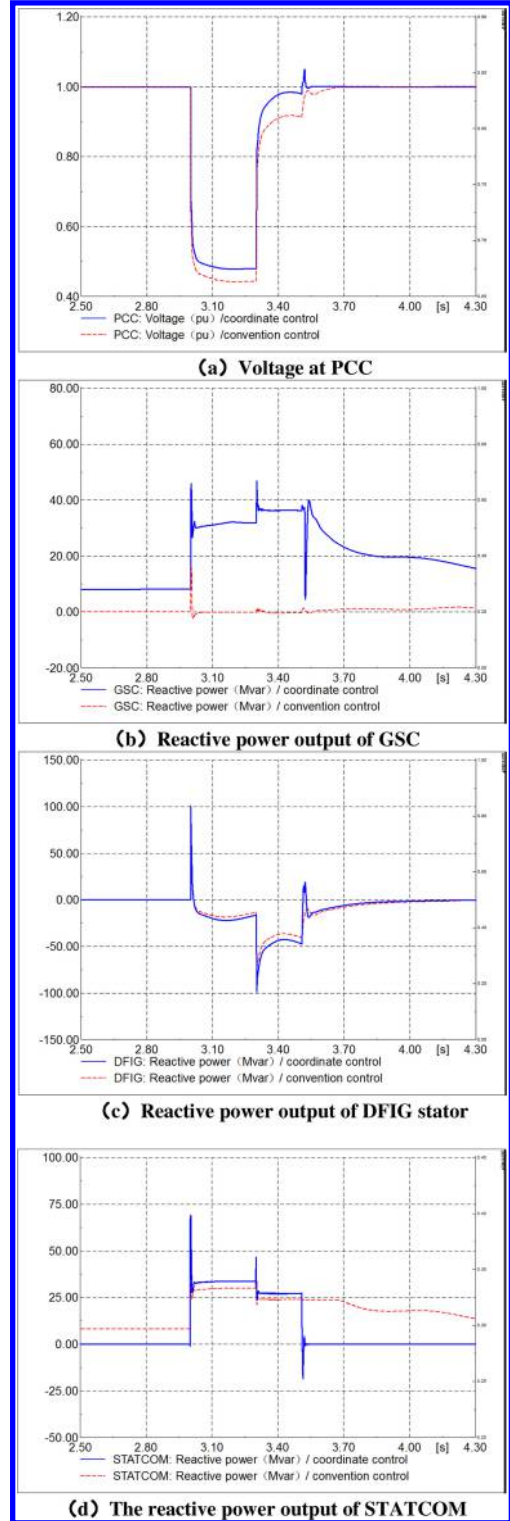 1.20
1.00
0.80
0.60
0.40
2.50 2.80 3.10 3.40 3.70 4.00 [s] 4.30
PCC: Voltage（pu）/coordinate control
PCC: Voltage（pu）/convention control
(a) Voltage at PCC
80.00
60.00
40.00
20.00
0.00
-20.00
2.50 2.80 3.10 3.40 3.70 4.00 [s] 4.30
GSC: Reactive power（Mvar）/ coordinate control
GSC: Reactive power（Mvar）/ convention control
(b) Reactive power output of GSC
150.00
100.00
50.00
0.00
-50.00
-100.00
-150.00
2.50 2.80 3.10 3.40 3.70 4.00 [s] 4.30
DFIG: Reactive power（Mvar）/ coordinate control
DFIG: Reactive power（Mvar）/ convention control
(c) Reactive power output of DFIG stator
100.00
75.00
50.00
25.00
0.00
-25.00
-50.00
2.50 2.80 3.10 3.40 3.70 4.00 [s] 4.30
STATCOM: Reactive power（Mvar）/ coordinate control
STATCOM: Reactive power（Mvar）/ convention control
(d) The reactive power output of STATCOM